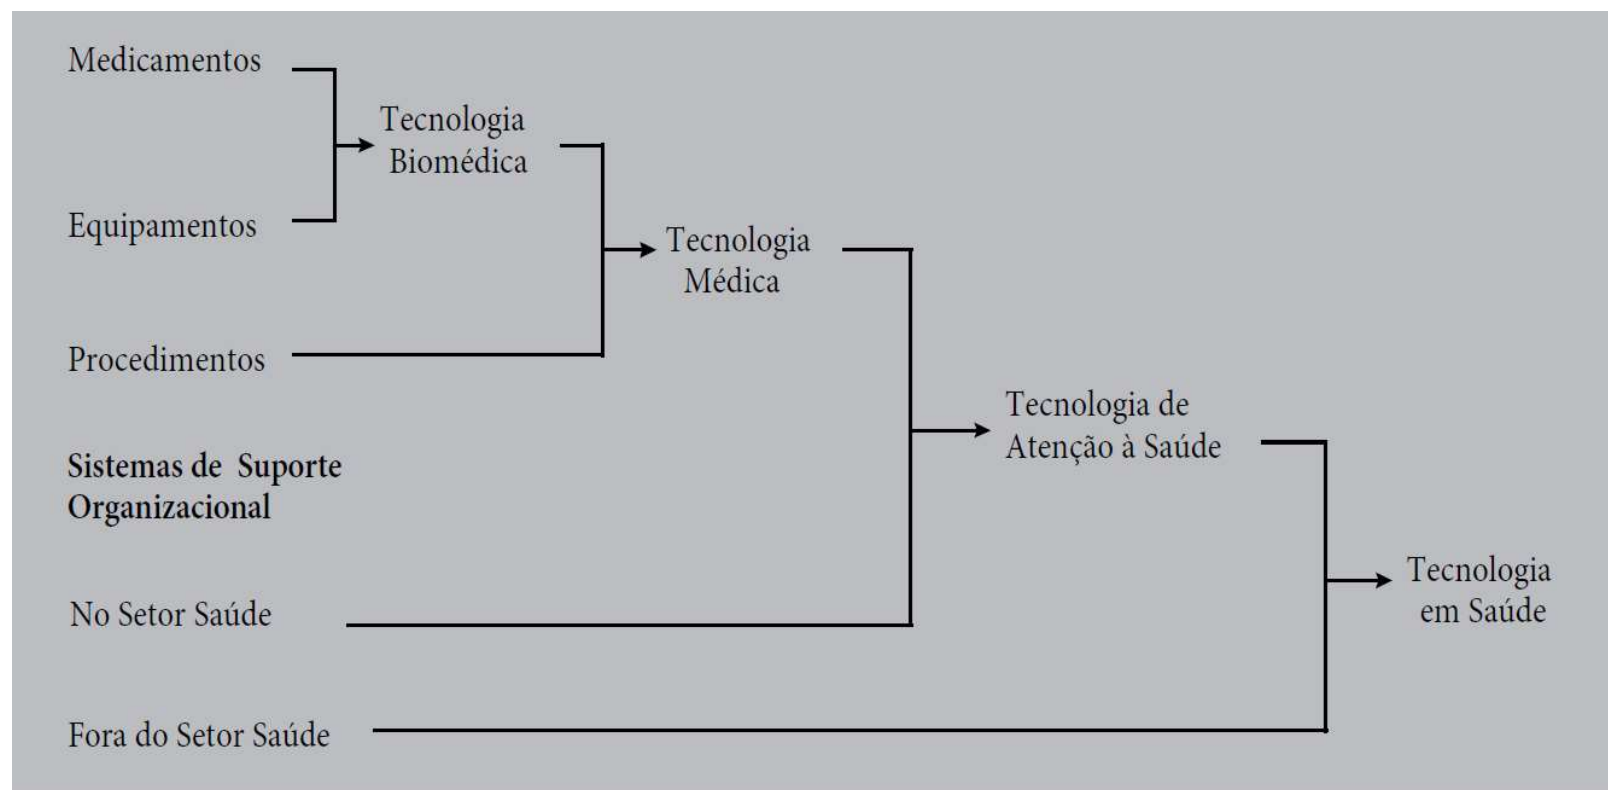 Medicamentos
Tecnologia
Biomédica
Equipamentos
Tecnologia
Médica
Procedimentos
Tecnologia de
Atenção à Saúde
Sistemas de Suporte
Organizacional
Tecnologia
em Saúde
No Setor Saúde
Fora do Setor Saúde